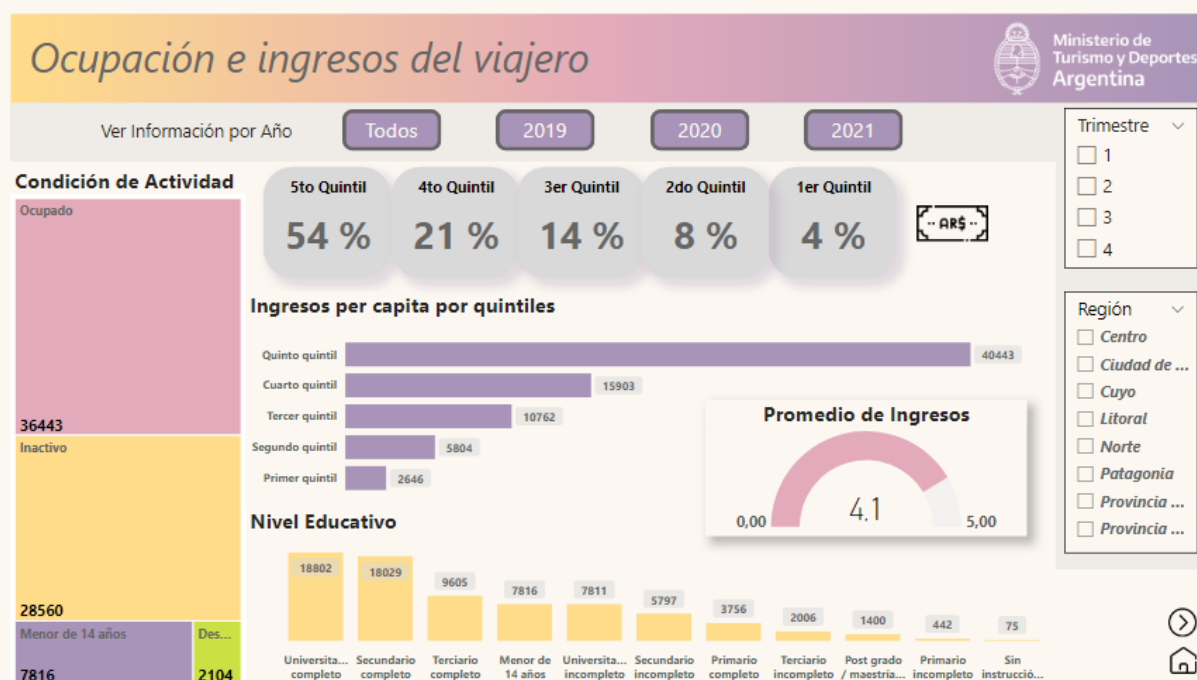 Ocupación e ingresos del viajero
Ministerio de
Turismo y Deportes
Argentina
Ver Información por Año
Todos
2019
2020
2021
Trimestre
1
2
3
4
Condición de Actividad
Ocupado
36443
Inactivo
28560
Menor de 14 años
7816
Des...
2104
5to Quintil
54 %
4to Quintil
21 %
3er Quintil
14 %
2do Quintil
8 %
1er Quintil
4 %
AR$
Ingresos per capita por quintiles
Quinto quintil
40443
Cuarto quintil
15903
Tercer quintil
10762
Segundo quintil
5804
Primer quintil
2646
Promedio de Ingresos
4,1
0,00
5,00
Región
Centro
Ciudad de ...
Cuyo
Litoral
Norte
Patagonia
Provincia ...
Provincia ...
Nivel Educativo
18802
18029
9605
7816
7811
5797
3756
2006
1400
442
75
Universita...
completo
Secundario
completo
Terciario
completo
Menor de
14 años
Universita...
incompleto
Secundario
incompleto
Primario
completo
Terciario
incompleto
Post grado
/ maestría...
Primario
incompleto
Sin
instrucció...